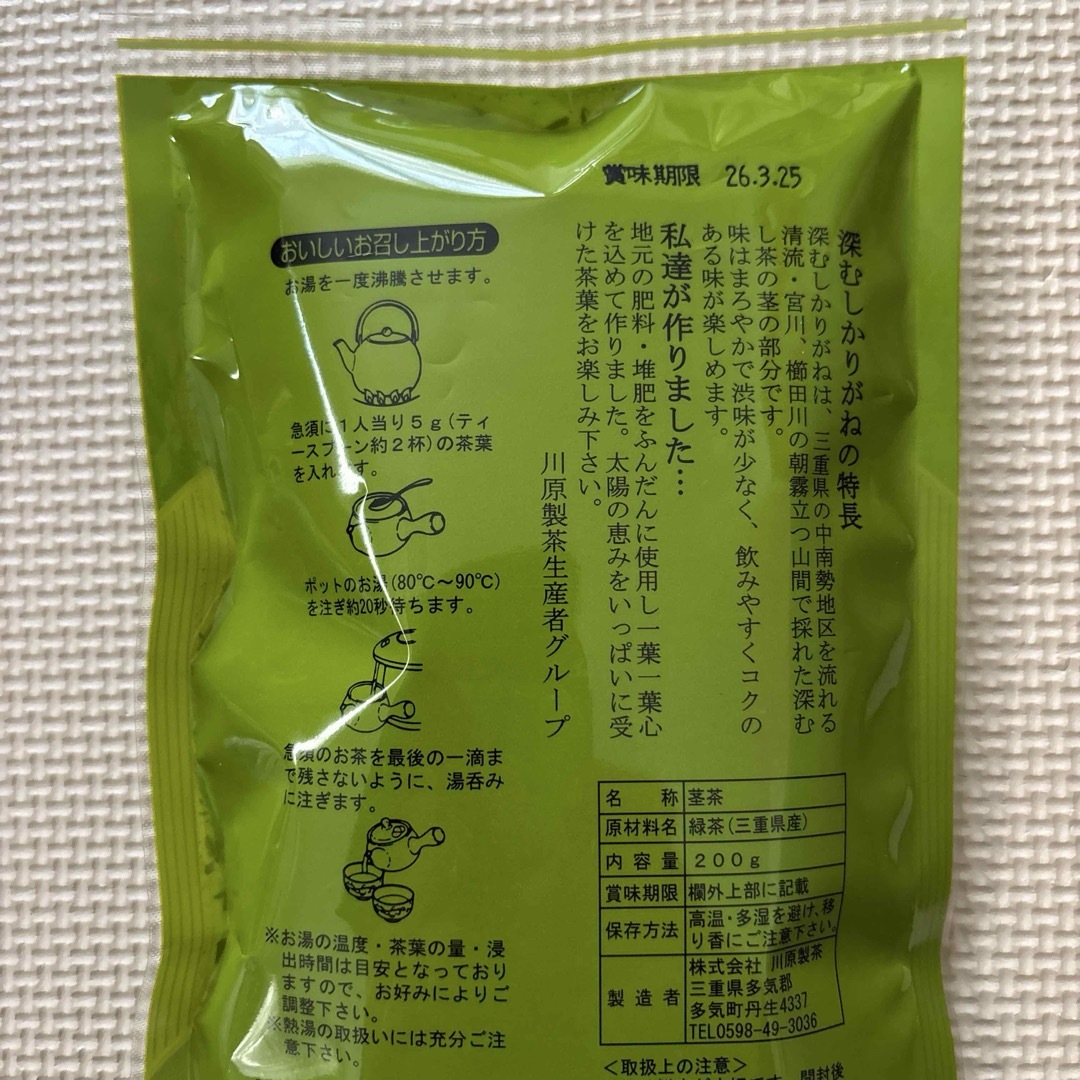 賞味期限 26.3.25
深むしかりがねの特長
深むしかりがねは、三重県の中南勢地区を流れる
清流・宮川、櫛田川の朝霧立つ山間で採れた深む
し茶の茎の部分です。
味はまろやかで渋味が少なく、飲みやすくコクの
ある味が楽しめます。
私達が作りました…
地元の肥料・堆肥をふんだんに使用し一葉一葉心
を込めて作りました。太陽の恵みをいっぱいに受
けた茶葉をお楽しみ下さい。
川原製茶生産者グループ
おいしいお召し上がり方
お湯を一度沸騰させます。
急須に1人当り5g(ティ
ースプーン約2杯)の茶葉
を入れます。
ポットのお湯(80℃〜90℃)
を注ぎ約20秒待ちます。
急須のお茶を最後の一滴ま
で残さないように、湯呑み
に注ぎます。
※お湯の温度・茶葉の量・浸
出時間は目安となっており
ますので、お好みによりご
調整下さい。
※熱湯の取扱いには充分ご注
意下さい。
名称 茎茶
原材料名 緑茶(三重県産)
内容量 200g
賞味期限 欄外上部に記載
保存方法 高温・多湿を避け、移
り香にご注意下さい。
製造者 株式会社 川原製茶
三重県多気郡
多気町丹生4337
TEL0598-49-3036
<取扱上の注意>
開封後